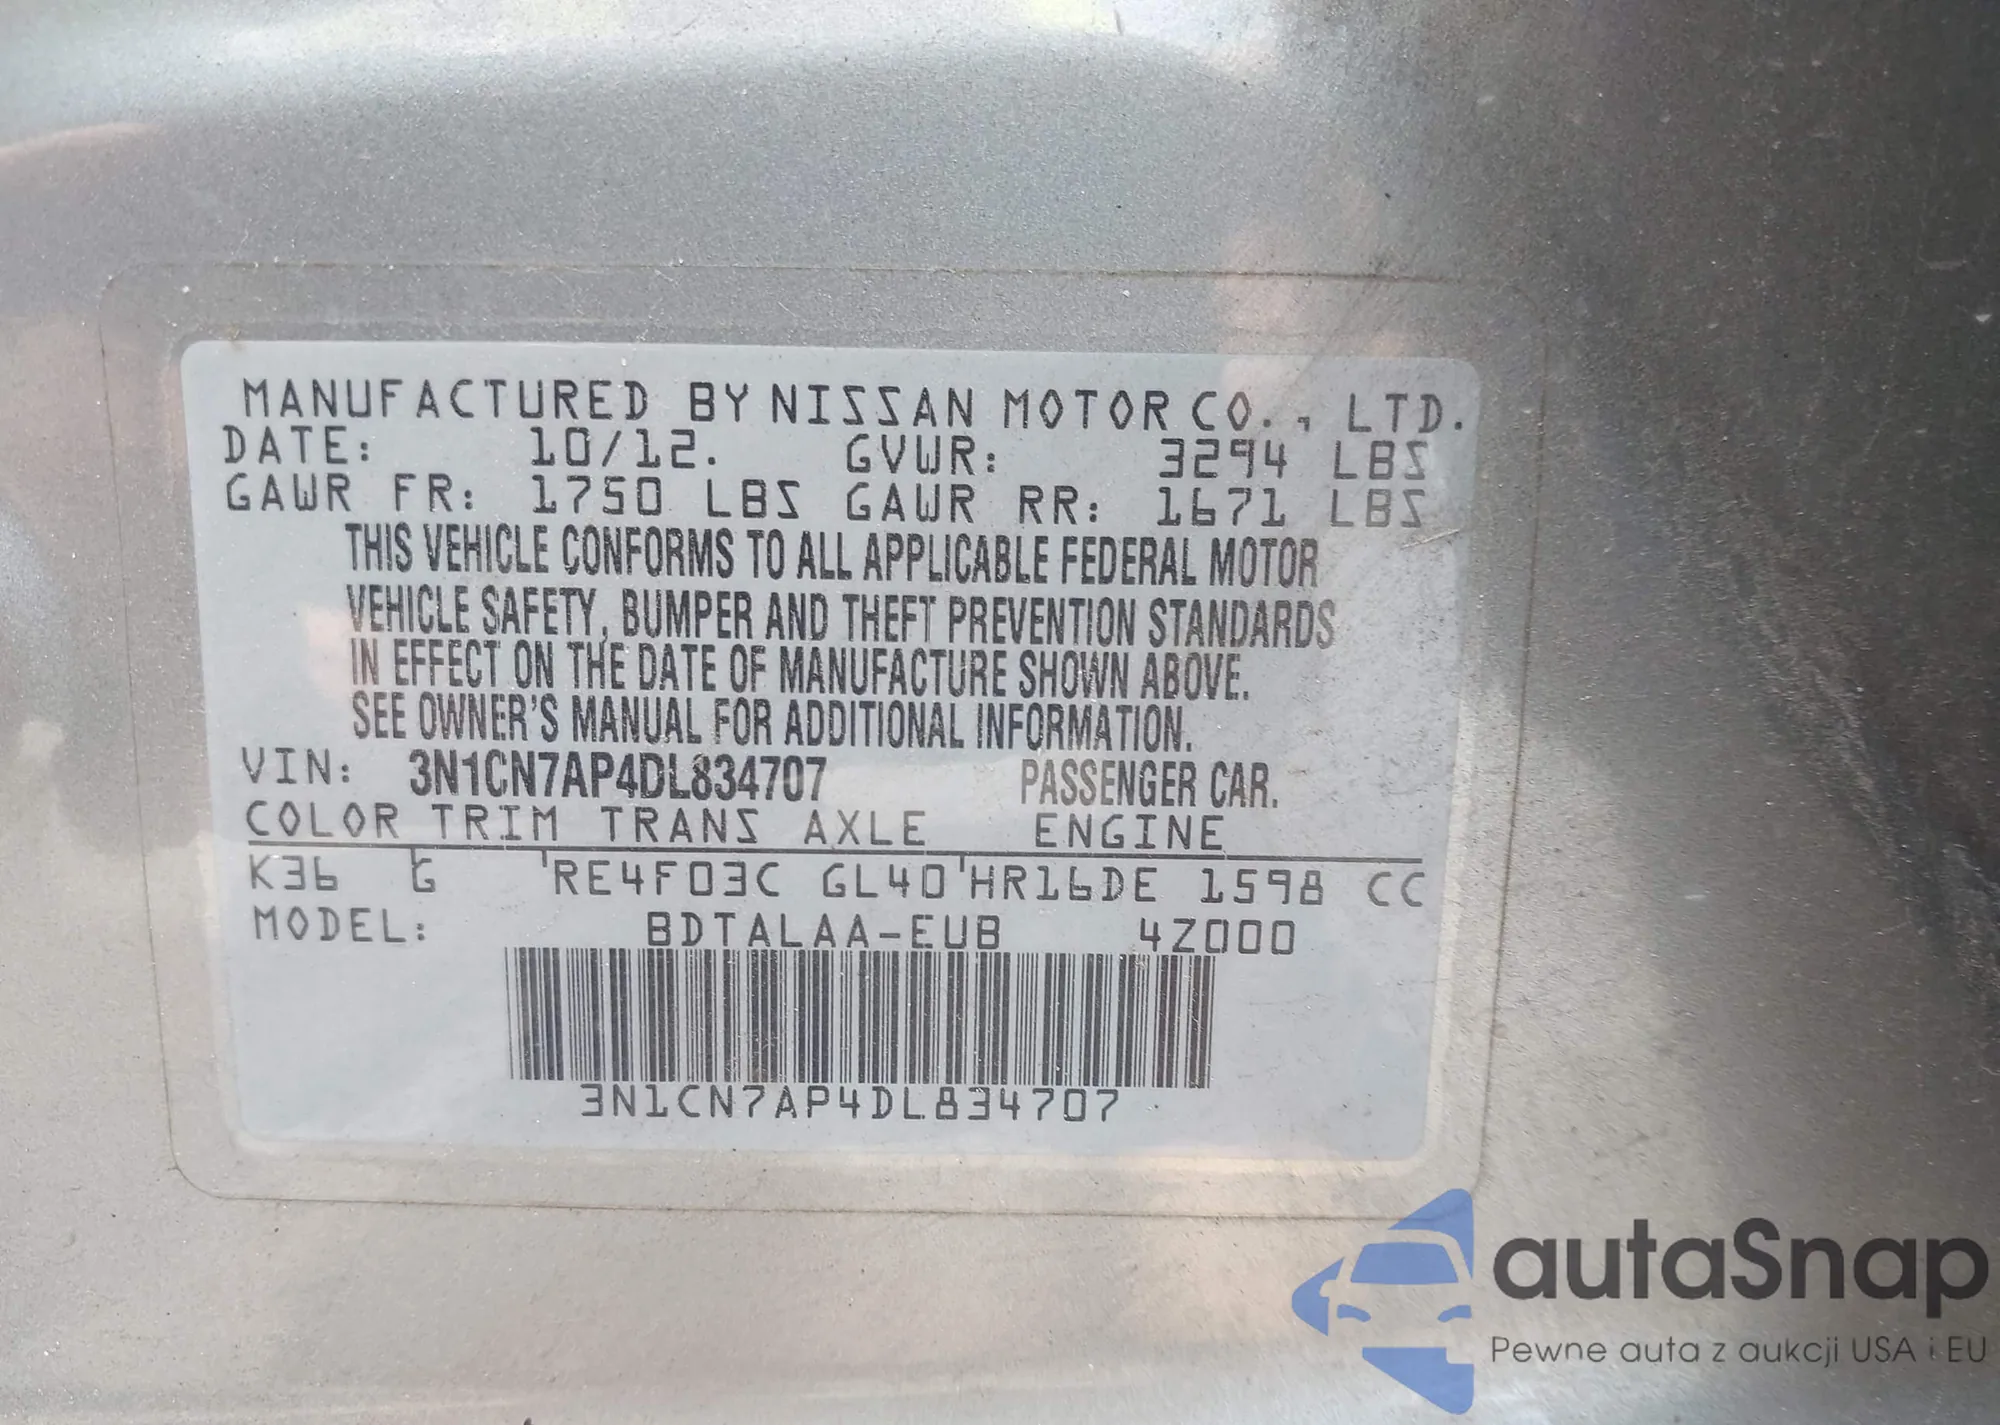 MANUFACTURED BY NISSAN MOTOR CO., LTD.
DATE: 10/12. GVWR: 3294 LBS
GAWR FR: 1750 LBS GAWR RR: 1671 LBS
THIS VEHICLE CONFORMS TO ALL APPLICABLE FEDERAL MOTOR
VEHICLE SAFETY, BUMPER AND THEFT PREVENTION STANDARDS
IN EFFECT ON THE DATE OF MANUFACTURE SHOWN ABOVE.
SEE OWNER'S MANUAL FOR ADDITIONAL INFORMATION.
VIN: 3N1CN7AP4DL834707 PASSENGER CAR.
COLOR TRIM TRANS AXLE ENGINE
K36 G 'RE4F03C GL40'HR16DE 1598 CC
MODEL: BDTALAA-EUB 4Z000
3N1CN7AP4DL834707
autaSnap
Pewne auta z aukcji USA i EU